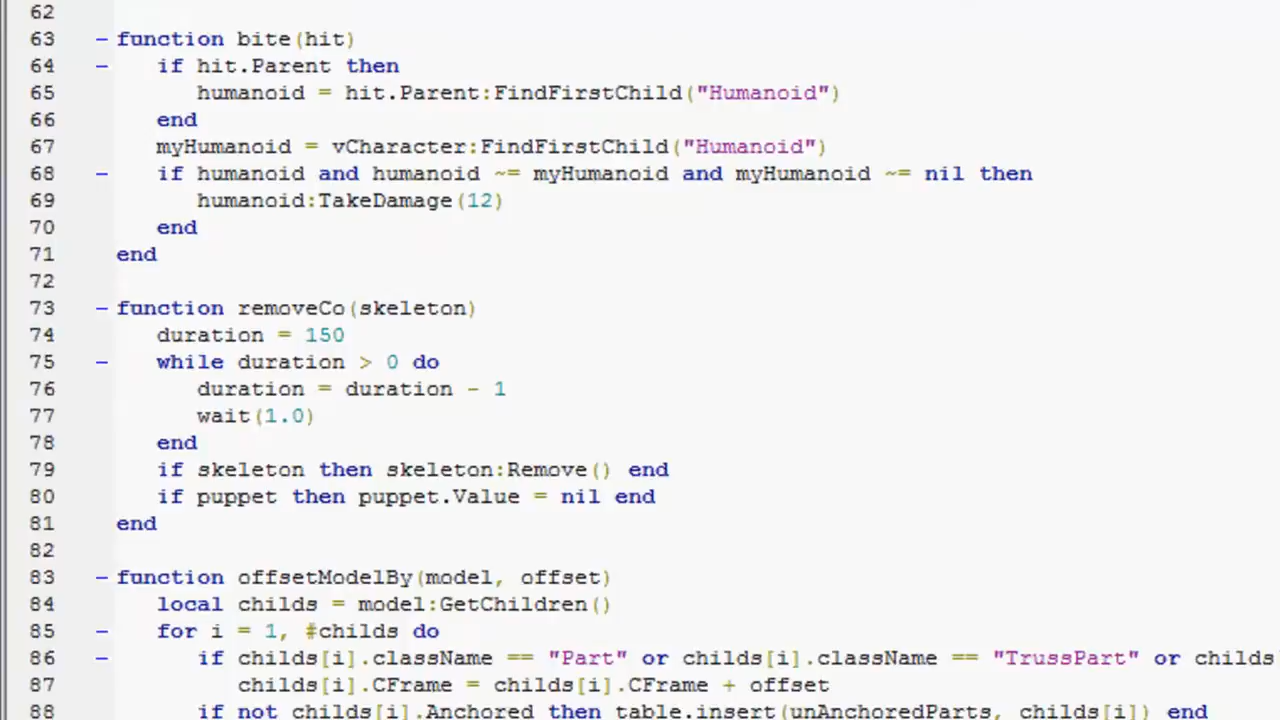 62
63 - function bite(hit)
64 - if hit.Parent then
65 humanoid = hit.Parent:FindFirstChild("Humanoid")
66 end
67 myHumanoid = vCharacter:FindFirstChild("Humanoid")
68 - if humanoid and humanoid ~= myHumanoid and myHumanoid ~= nil then
69 humanoid:TakeDamage(12)
70 end
71 end
72
73 - function removeCo(skeleton)
74 duration = 150
75 - while duration > 0 do
76 duration = duration - 1
77 wait(1.0)
78 end
79 if skeleton then skeleton:Remove() end
80 if puppet then puppet.Value = nil end
81 end
82
83 - function offsetModelBy(model, offset)
84 local childs = model:GetChildren()
85 - for i = 1, #childs do
86 - if childs[i].className == "Part" or childs[i].className == "TrussPart" or childs
87 childs[i].CFrame = childs[i].CFrame + offset
88 if not childs[i].Anchored then table.insert(unAnchoredParts, childs[i]) end